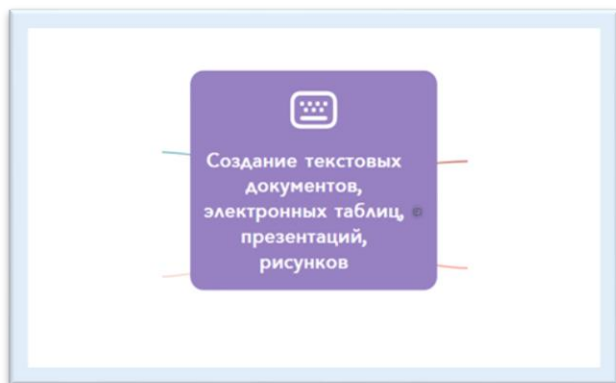 Создание текстовых
документов,
электронных таблиц,
презентаций,
рисунков